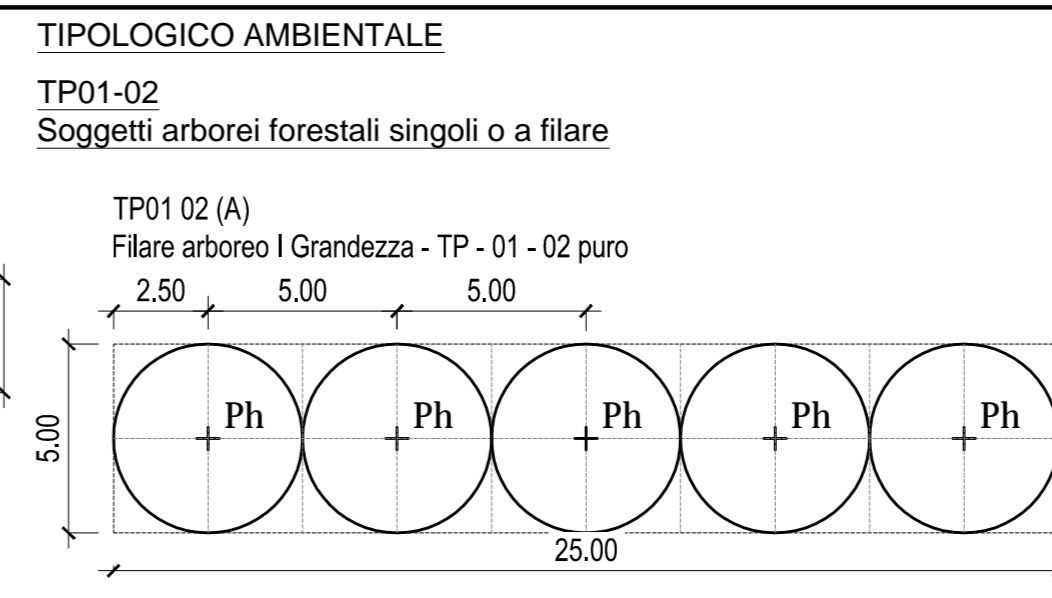 TIPOLOGICO AMBIENTALE
TP01-02
Soggetti arborei forestali singoli o a filare
TP01 02 (A)
Filare arboreo I Grandezza - TP - 01 - 02 puro
2.50 5.00 5.00
5.00
Ph Ph Ph Ph Ph
25.00